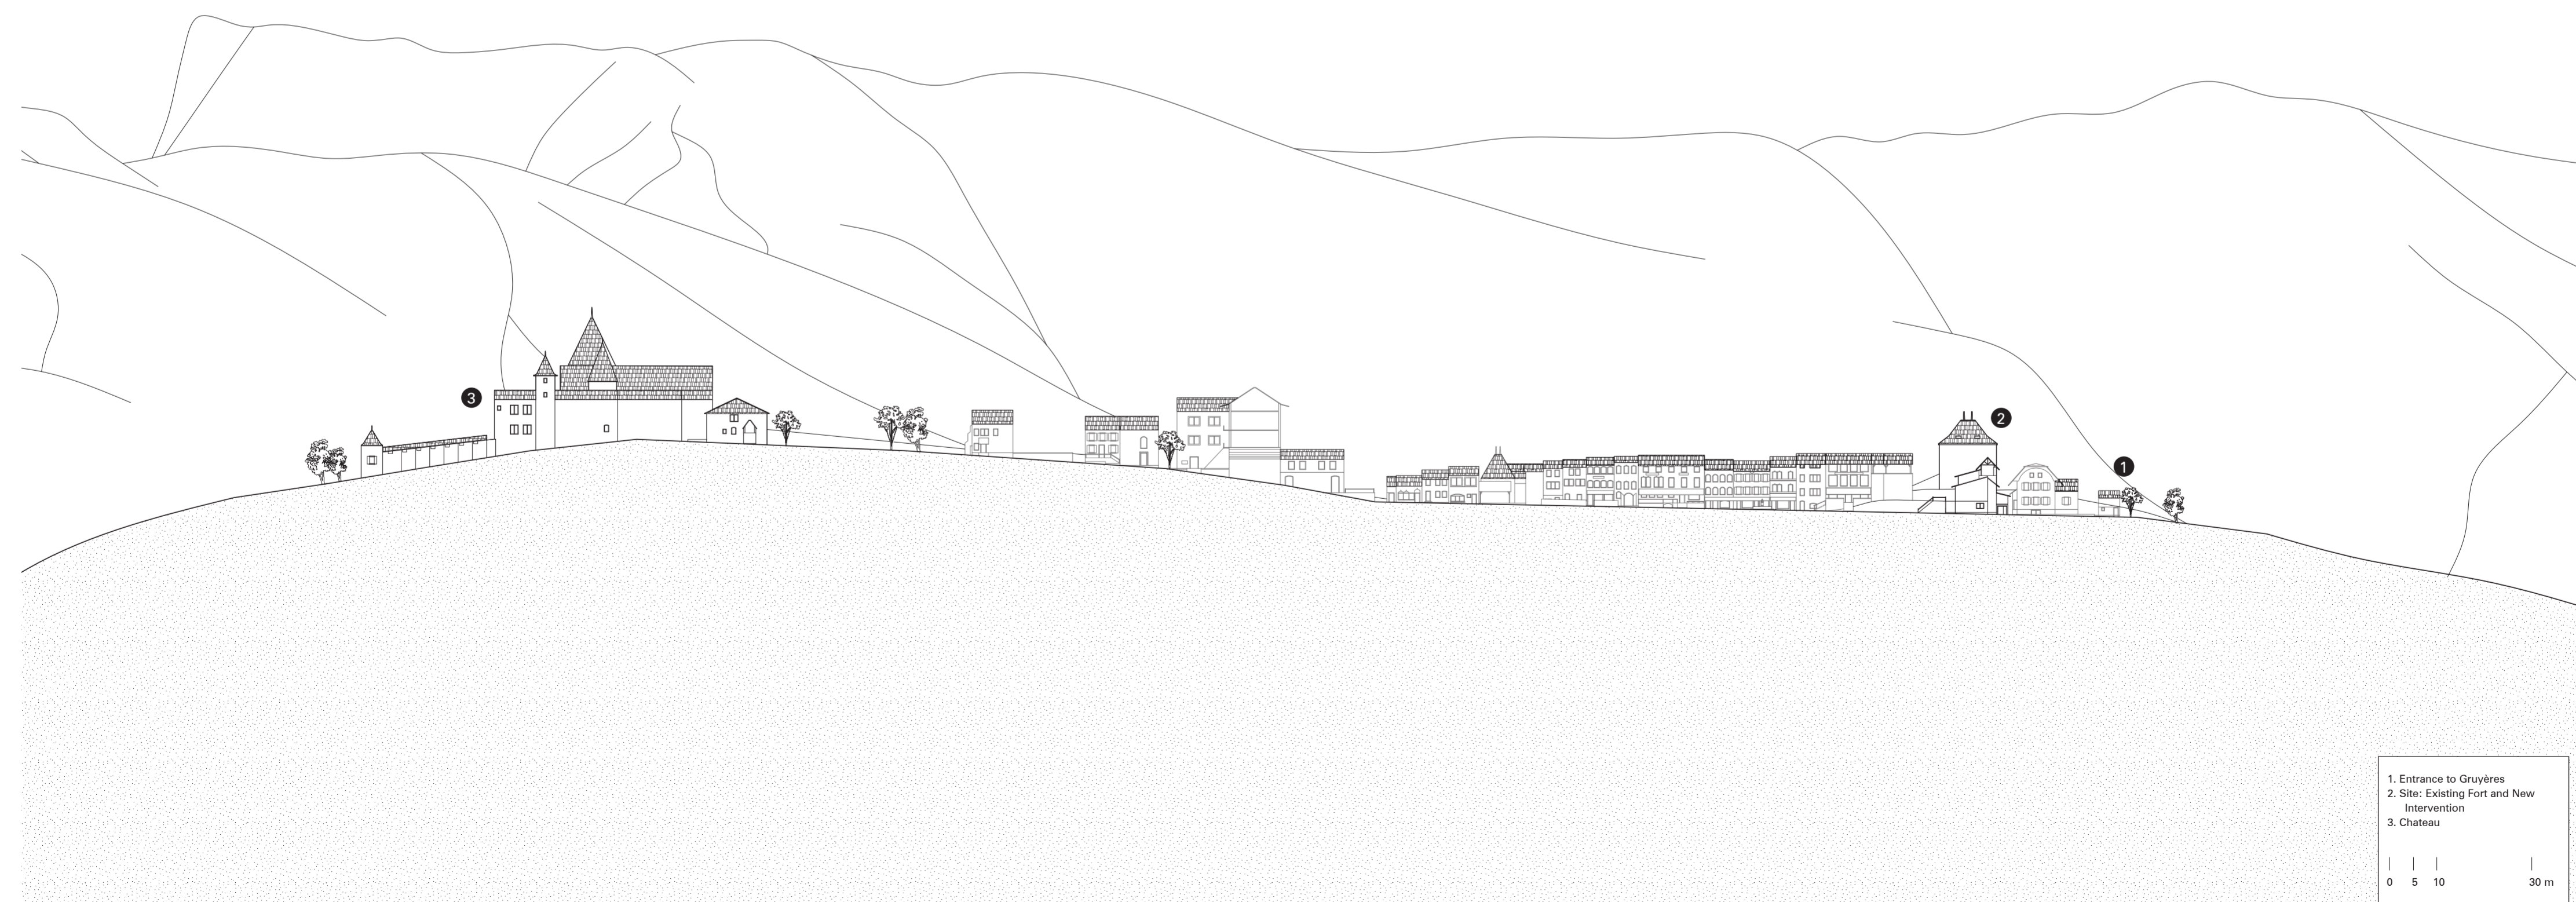 3
2
1
1. Entrance to Gruyères
2. Site: Existing Fort and New
Intervention
3. Chateau
0 5 10 30 m